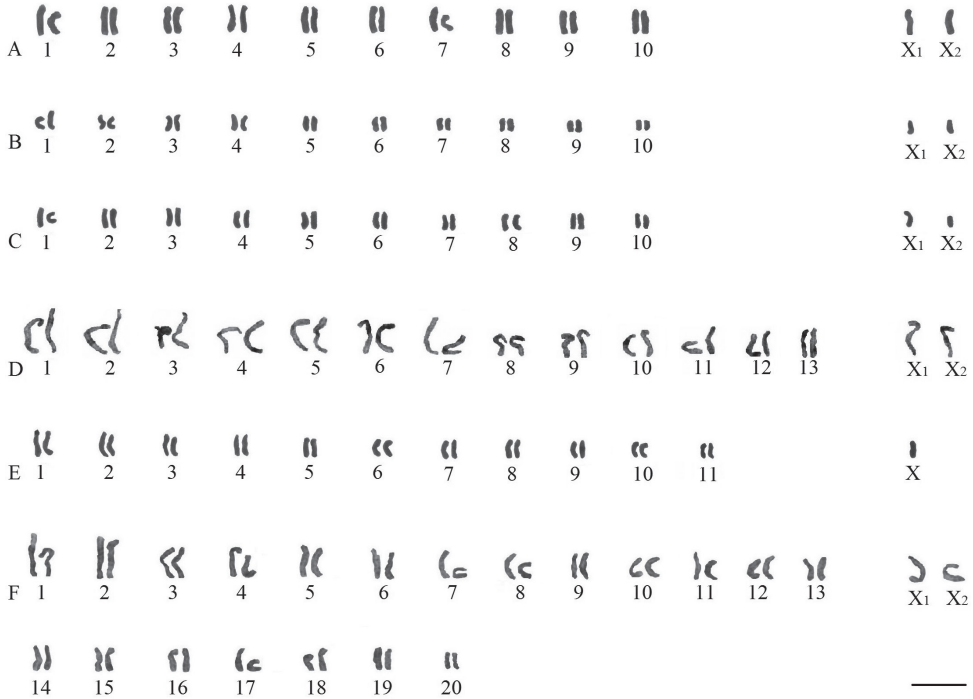 A 1 2 3 4 5 6 7 8 9 10 X1 X2
B 1 2 3 4 5 6 7 8 9 10 X1 X2
C 1 2 3 4 5 6 7 8 9 10 X1 X2
D 1 2 3 4 5 6 7 8 9 10 11 12 13 X1 X2
E 1 2 3 4 5 6 7 8 9 10 11 X
F 1 2 3 4 5 6 7 8 9 10 11 12 13 X1 X2
14 15 16 17 18 19 20